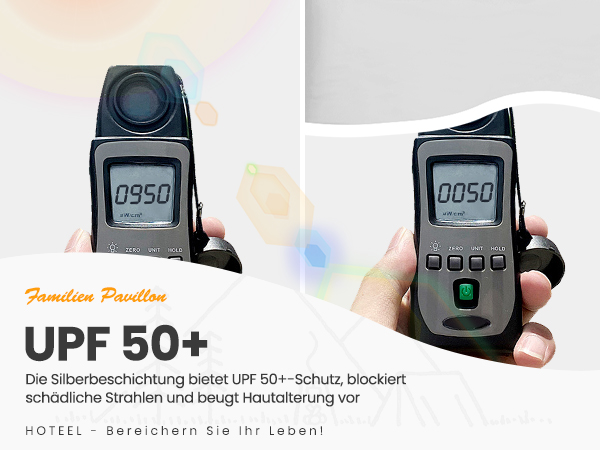 0950
µW/cm²
ZERO UNIT HOLD
0050
µW/cm²
ZERO UNIT HOLD
Familien Pavillon
UPF 50+
Die Silberbeschichtung bietet UPF 50+-Schutz, blockiert
schädliche Strahlen und beugt Hautalterung vor
HOTEEL - Bereichern Sie Ihr Leben!